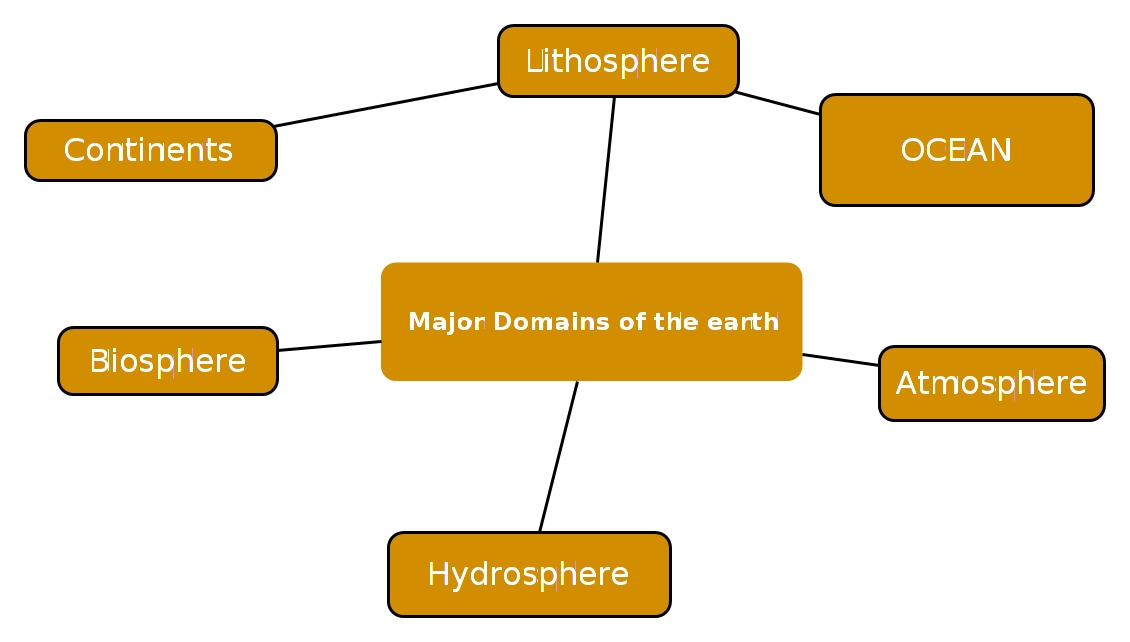 Lithosphere
Continents
OCEAN
Major Domains of the earth
Biosphere
Atmosphere
Hydrosphere